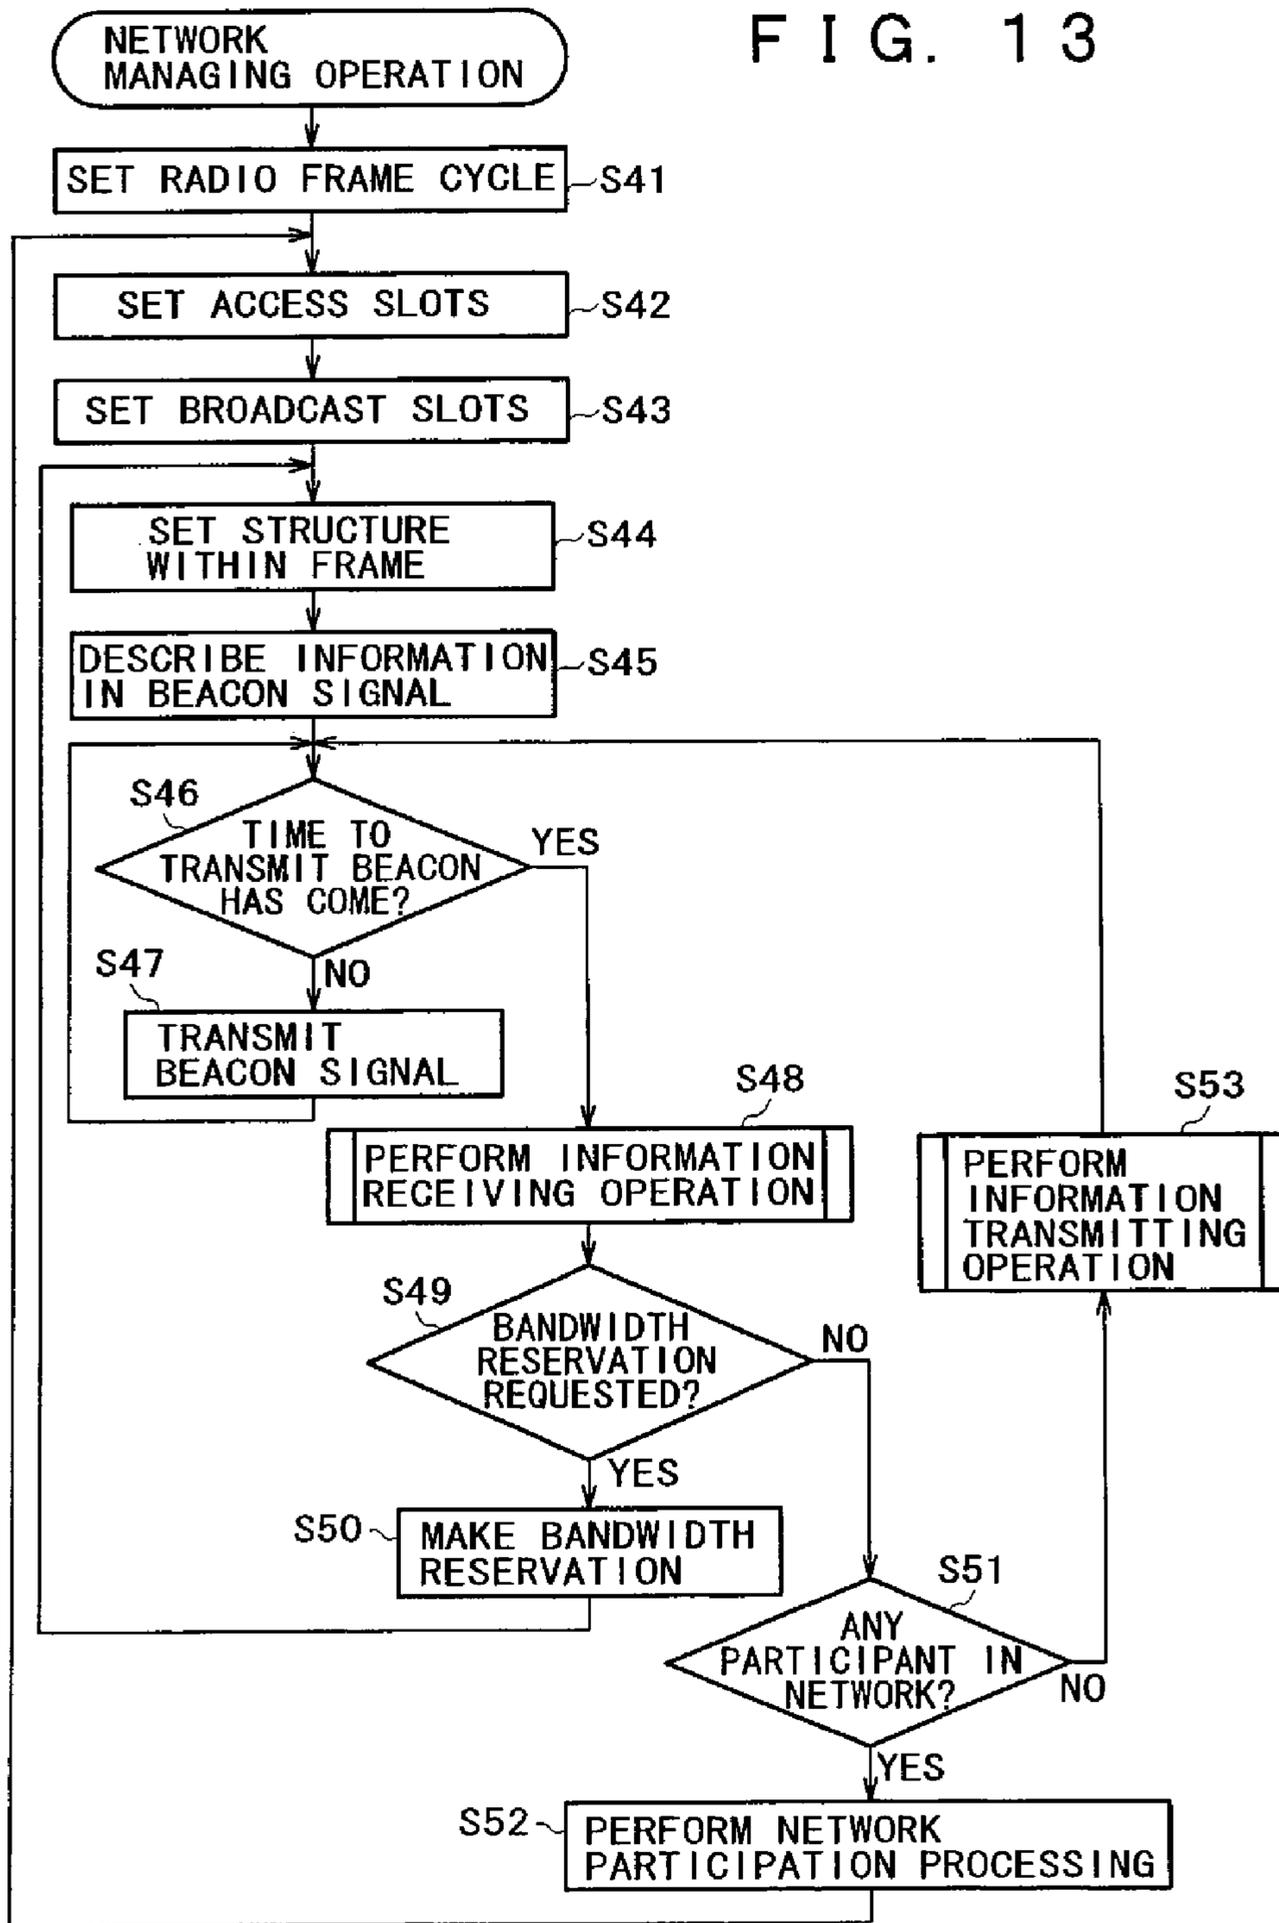 FIG. 13
NETWORK
MANAGING OPERATION
SET RADIO FRAME CYCLE
S41
SET ACCESS SLOTS
S42
SET BROADCAST SLOTS
S43
SET STRUCTURE
WITHIN FRAME
S44
DESCRIBE INFORMATION
IN BEACON SIGNAL
S45
S46
TIME TO
TRANSMIT BEACON
HAS COME?
YES
NO
S47
TRANSMIT
BEACON SIGNAL
S48
PERFORM INFORMATION
RECEIVING OPERATION
S53
PERFORM
INFORMATION
TRANSMITTING
OPERATION
S49
BANDWIDTH
RESERVATION
REQUESTED?
NO
YES
S50
MAKE BANDWIDTH
RESERVATION
S51
ANY
PARTICIPANT IN
NETWORK?
NO
YES
S52
PERFORM NETWORK
PARTICIPATION PROCESSING